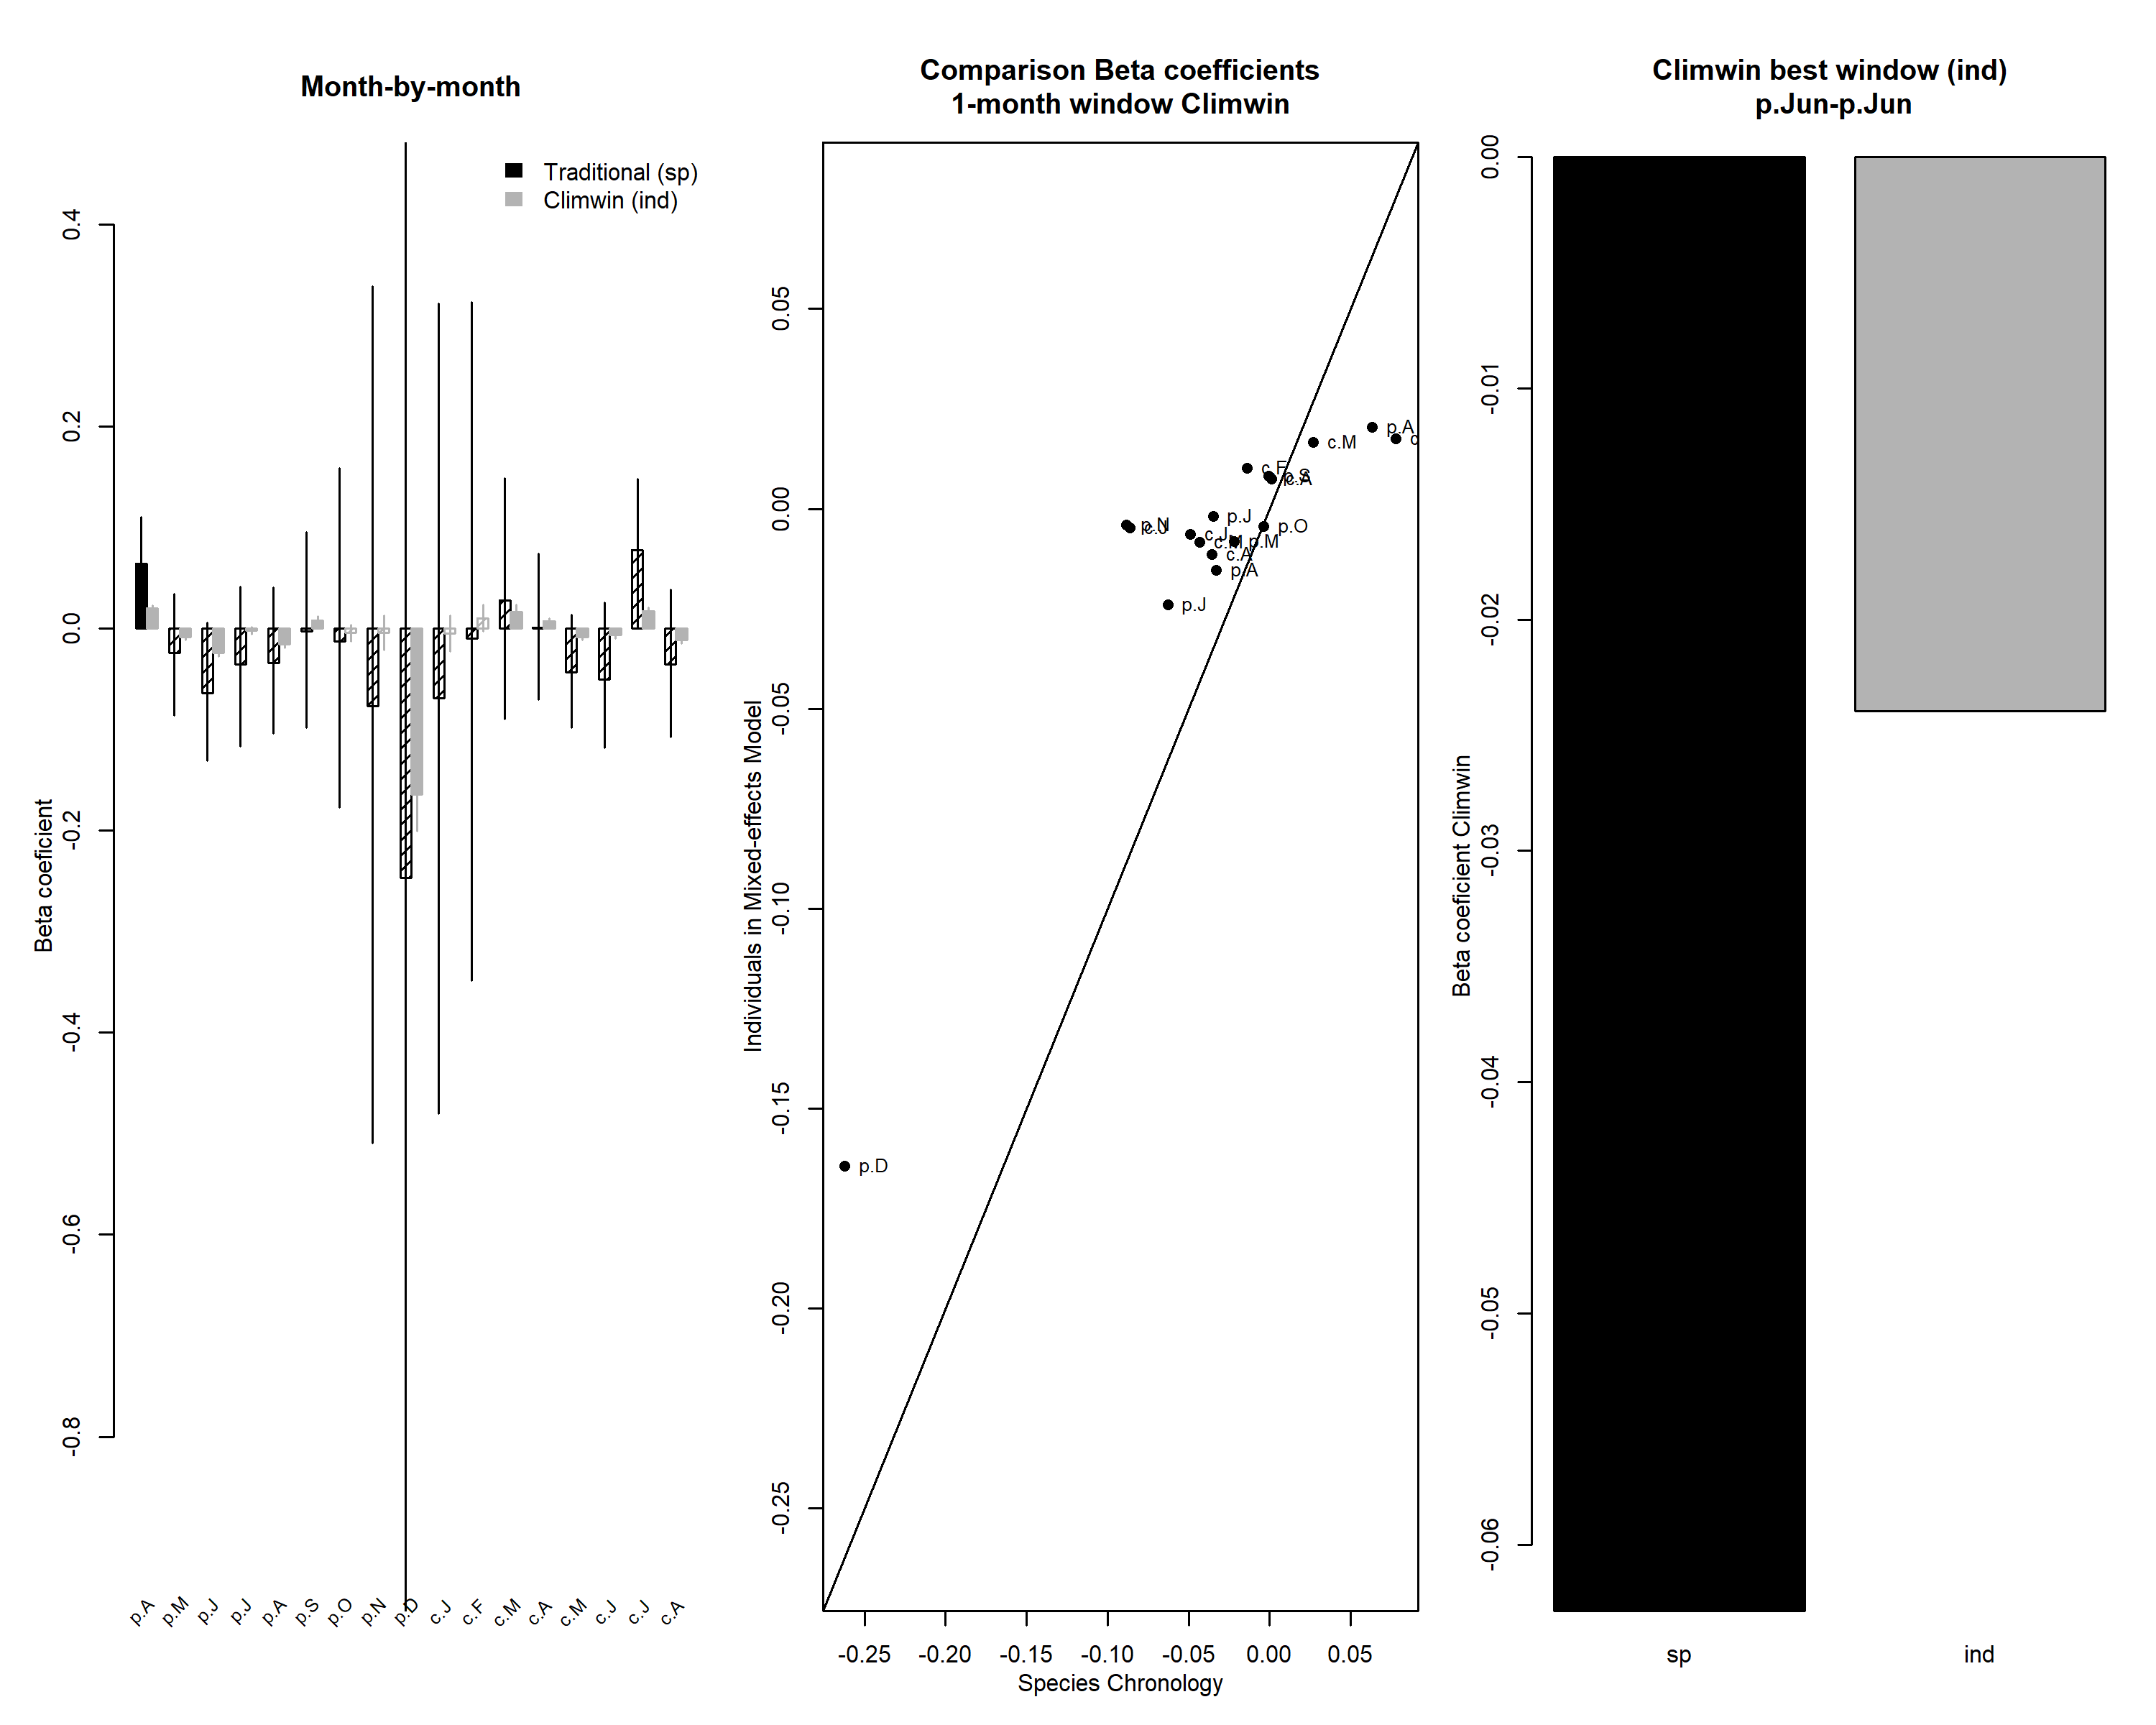 Month-by-month
Traditional (sp)
Climwin (ind)
Beta coeficient
0.4
0.2
0.0
-0.2
-0.4
-0.6
-0.8
p.A
p.M
p.J
p.J
p.A
p.S
p.O
p.N
p.D
c.J
c.F
c.M
c.A
c.M
c.J
c.J
c.A
Comparison Beta coefficients
1-month window Climwin
Individuals in Mixed-effects Model
0.05
0.00
-0.05
-0.10
-0.15
-0.20
-0.25
p.A
c
c.M
c.F
p.S
c.A
p.N
c.J
p.J
p.O
c.J
c.M
p.M
c.A
p.A
p.J
p.D
-0.25
-0.20
-0.15
-0.10
-0.05
0.00
0.05
Species Chronology
Climwin best window (ind)
p.Jun-p.Jun
Beta coeficient Climwin
0.00
-0.01
-0.02
-0.03
-0.04
-0.05
-0.06
sp
ind